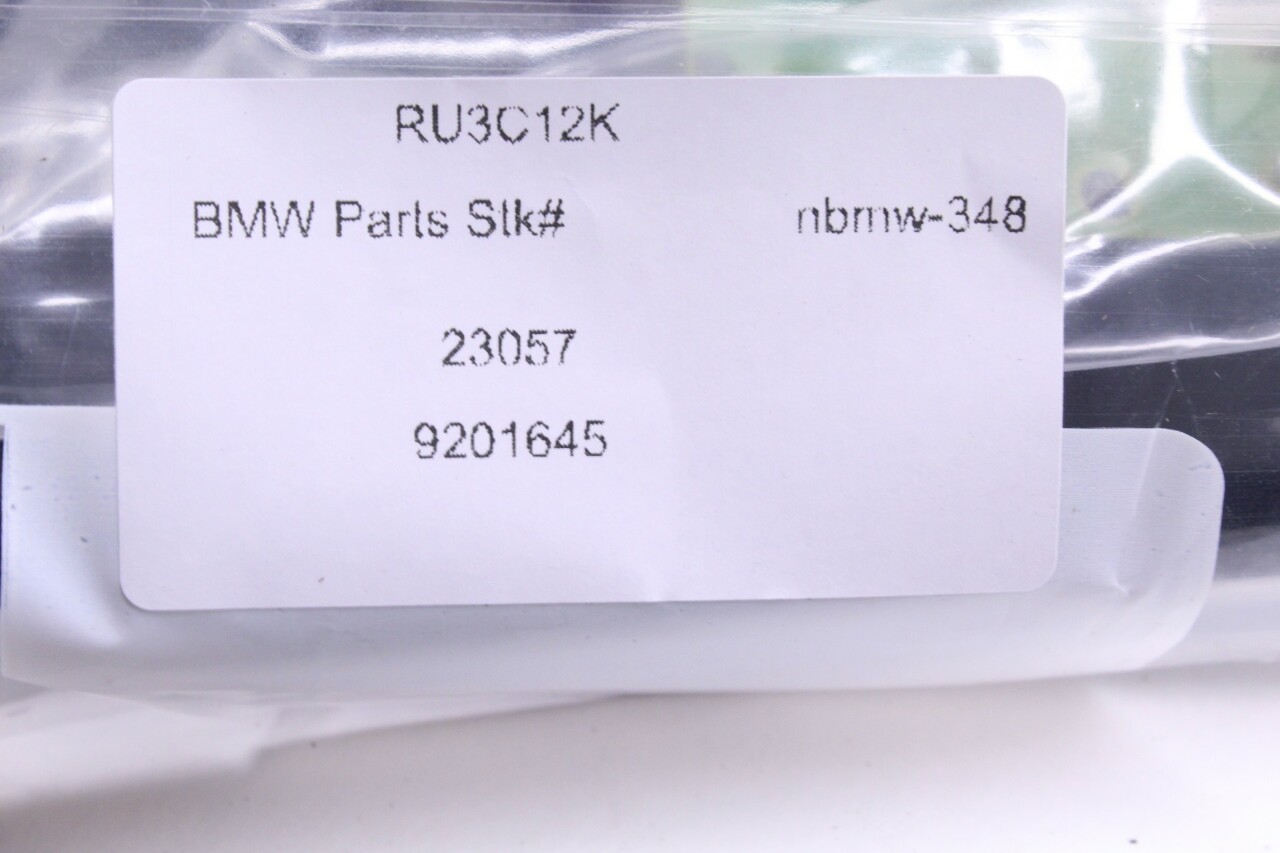 RU3C12K
BMW Parts Stk# nbmw-348
23057
9201645